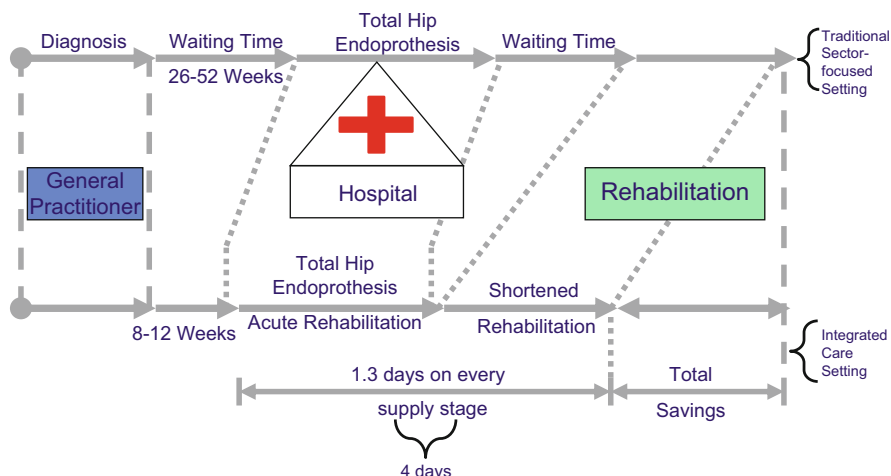 Diagnosis
Waiting Time
26-52 Weeks
Total Hip
Endoprothesis
Waiting Time
Traditional
Sector-
focused
Setting
General
Practitioner
Hospital
Rehabilitation
8-12 Weeks
Total Hip
Endoprothesis
Acute Rehabilitation
Shortened
Rehabilitation
Integrated
Care
Setting
1.3 days on every
supply stage
4 days
Total
Savings